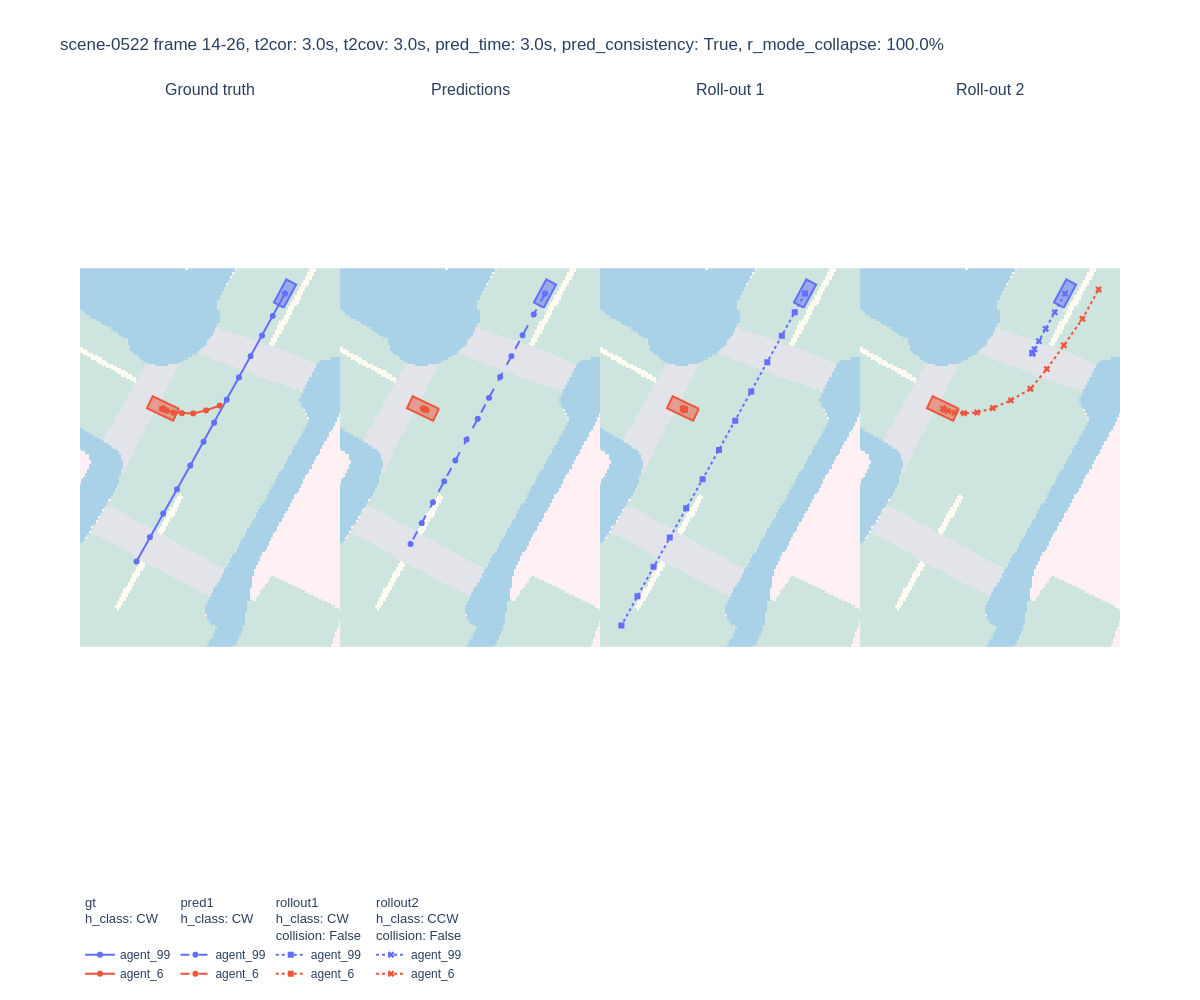 scene-0522 frame 14-26, t2cor: 3.0s, t2cov: 3.0s, pred_time: 3.0s, pred_consistency: True, r_mode_collapse: 100.0%
Ground truth
Predictions
Roll-out 1
Roll-out 2
gt
h_class: CW
agent_99
agent_6
pred1
h_class: CW
agent_99
agent_6
rollout1
h_class: CW
collision: False
agent_99
agent_6
rollout2
h_class: CCW
collision: False
agent_99
agent_6